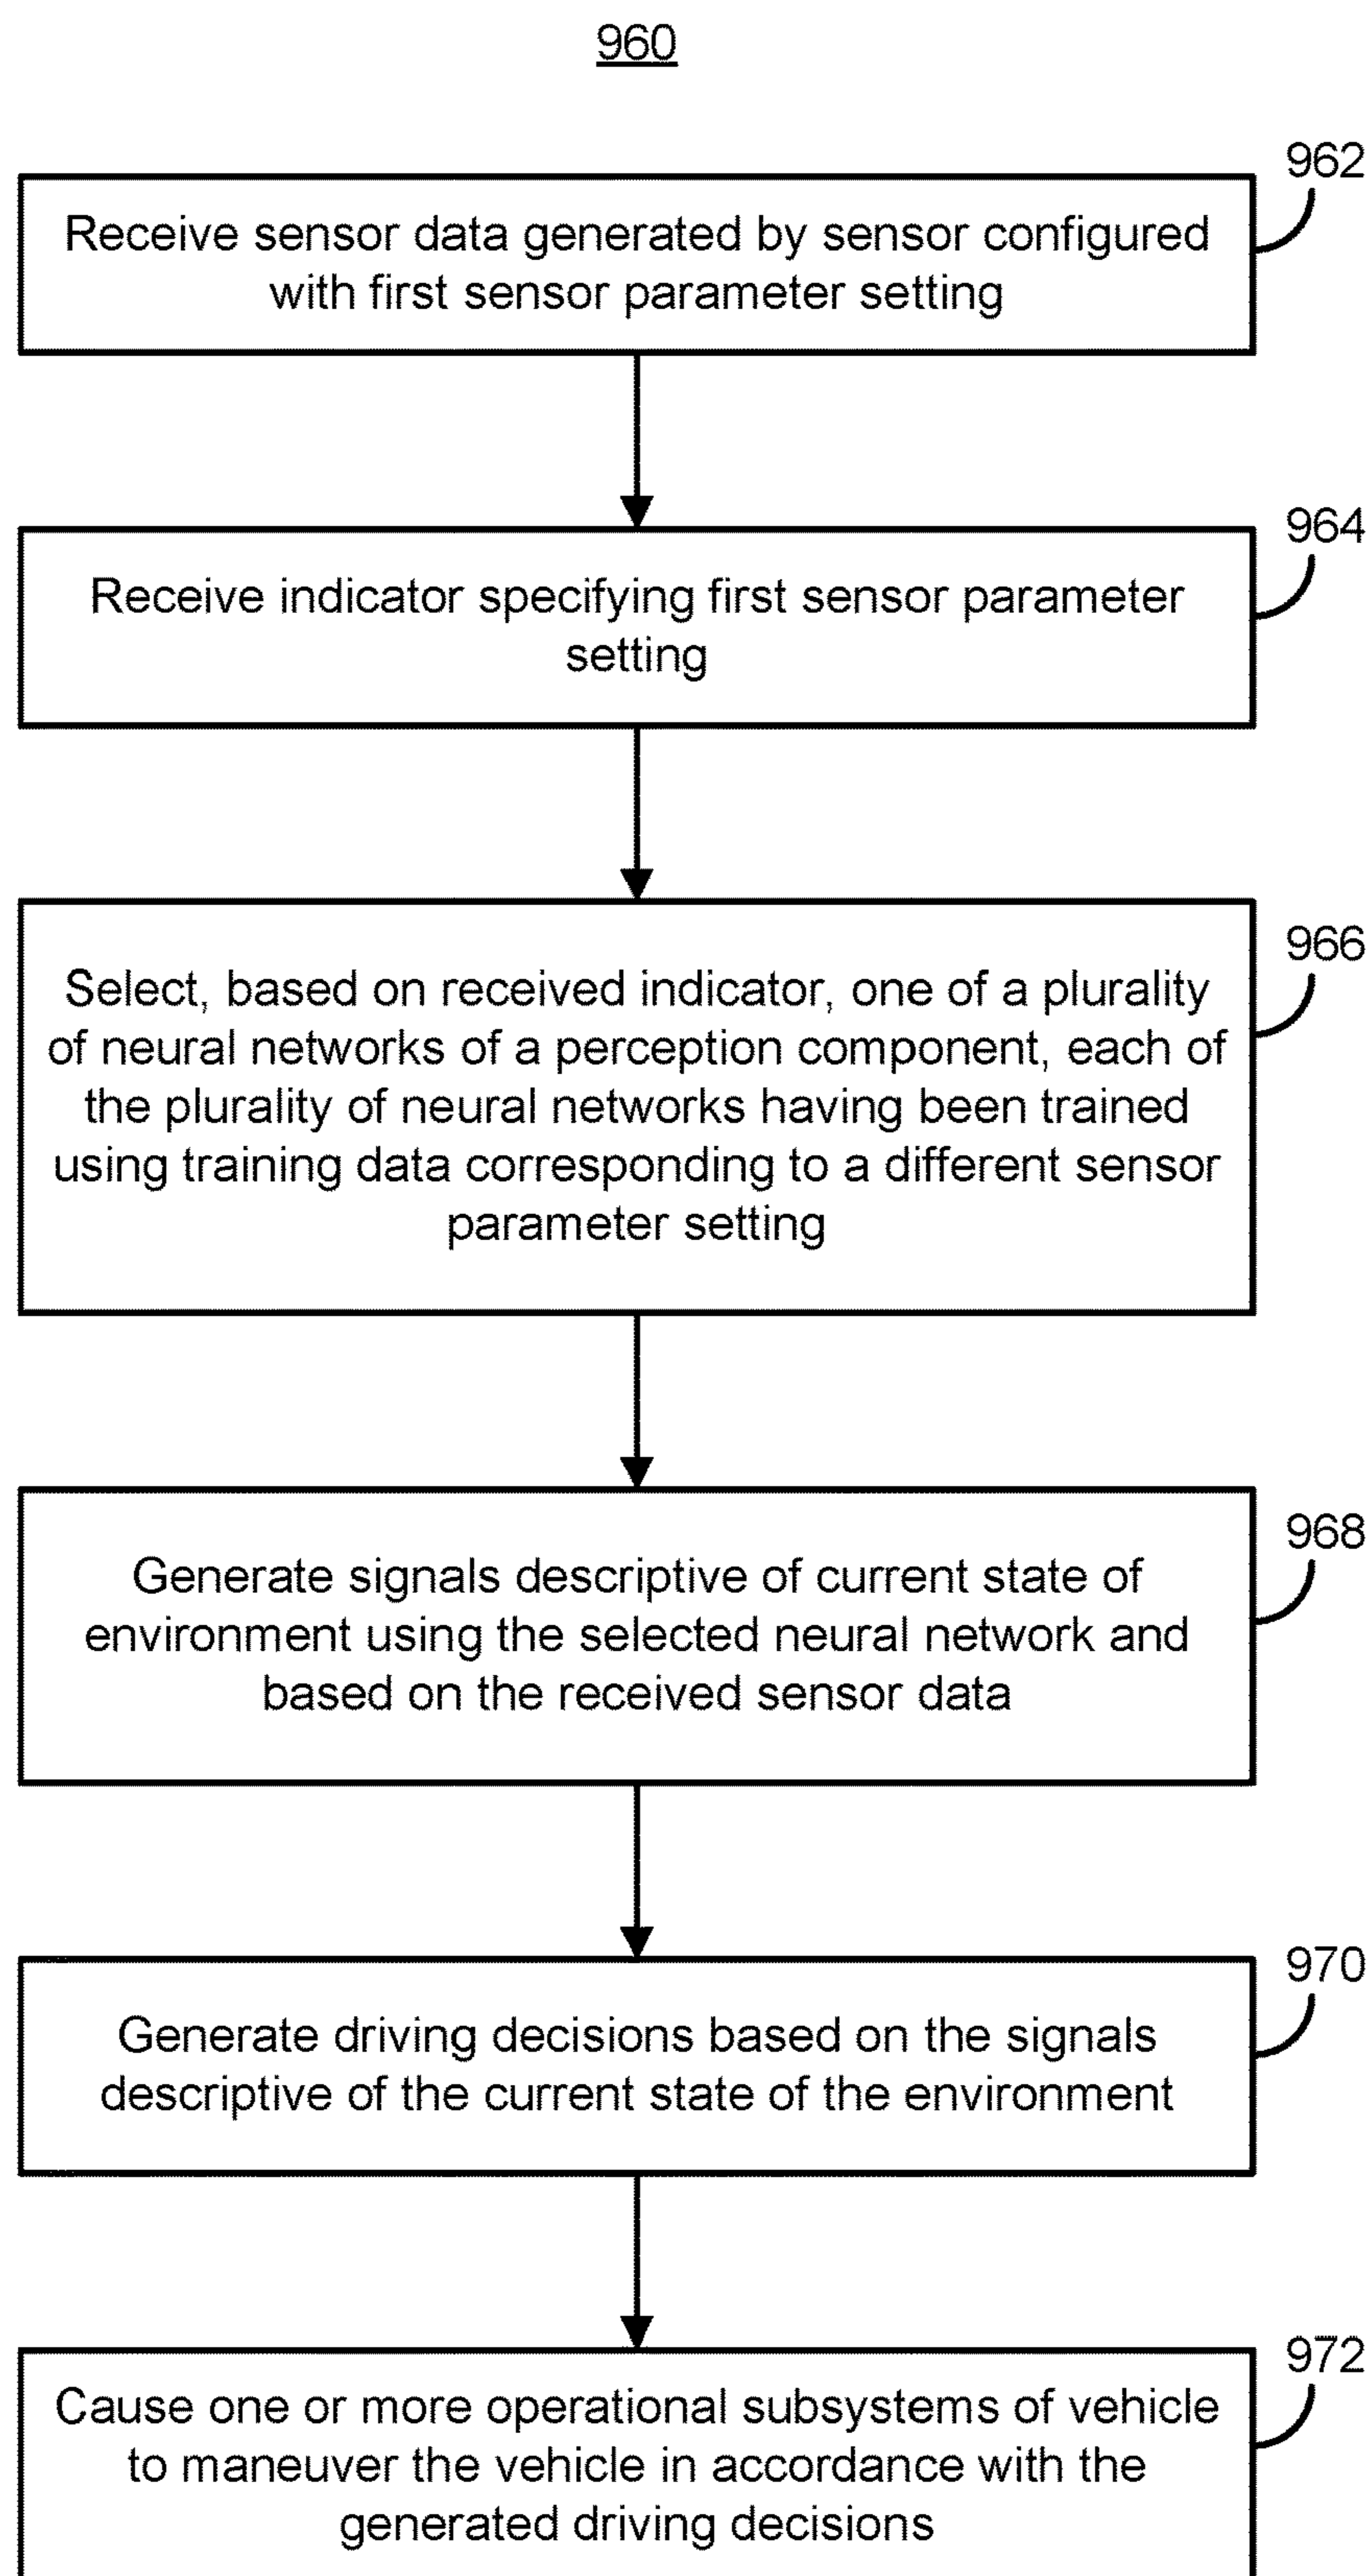 960
962
Receive sensor data generated by sensor configured
with first sensor parameter setting
964
Receive indicator specifying first sensor parameter
setting
966
Select, based on received indicator, one of a plurality
of neural networks of a perception component, each of
the plurality of neural networks having been trained
using training data corresponding to a different sensor
parameter setting
968
Generate signals descriptive of current state of
environment using the selected neural network and
based on the received sensor data
970
Generate driving decisions based on the signals
descriptive of the current state of the environment
972
Cause one or more operational subsystems of vehicle
to maneuver the vehicle in accordance with the
generated driving decisions